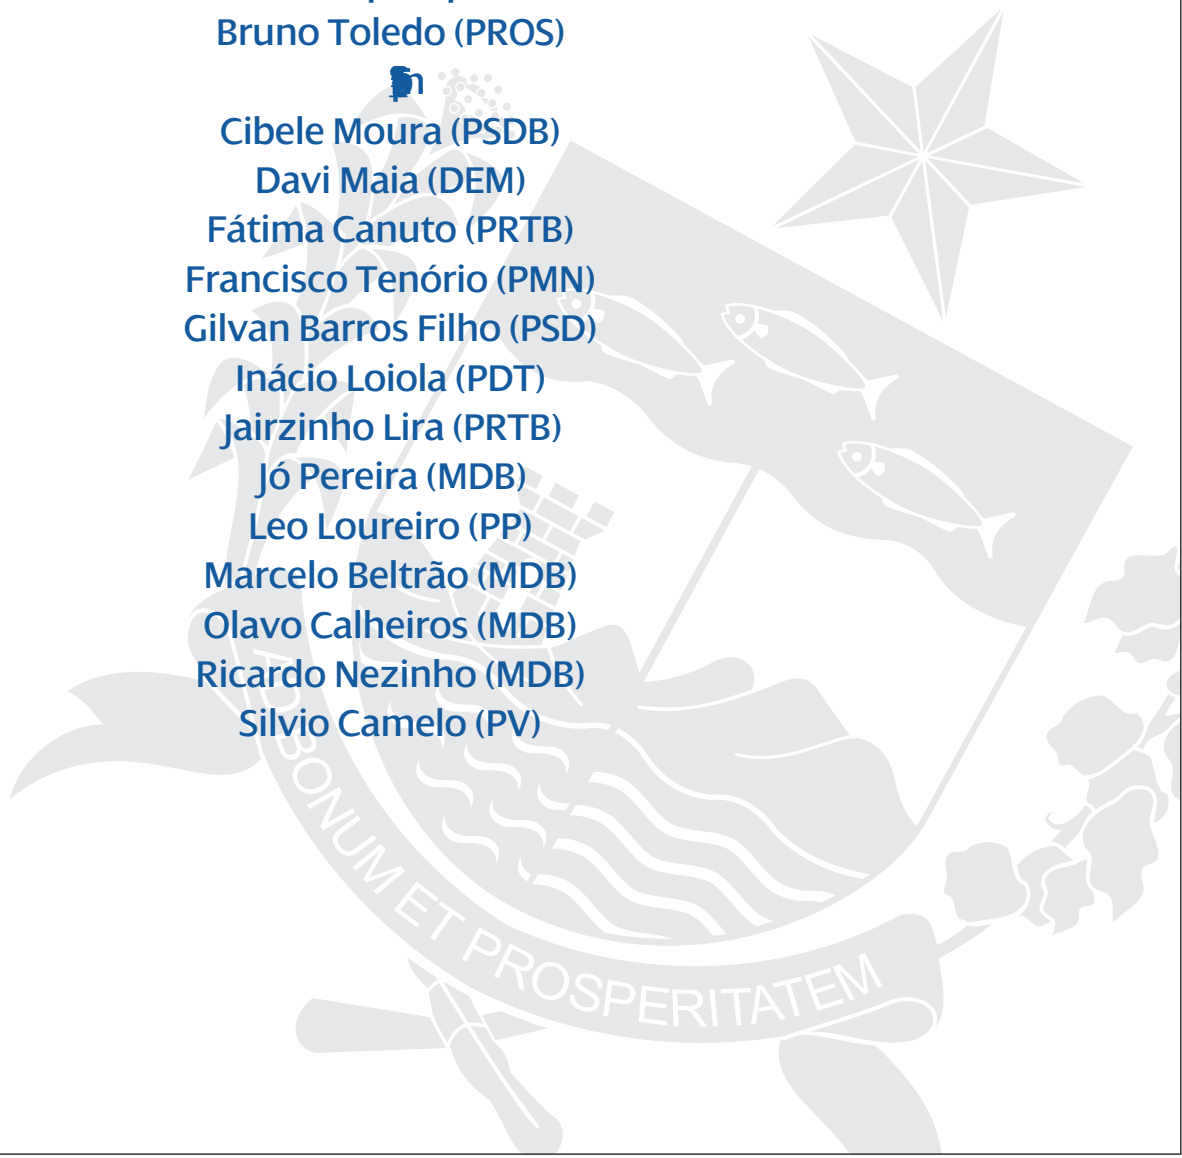 Bruno Toledo (PROS)
Cibele Moura (PSDB)
Davi Maia (DEM)
Fátima Canuto (PRTB)
Francisco Tenório (PMN)
Gilvan Barros Filho (PSD)
Inácio Loiola (PDT)
Jairzinho Lira (PRTB)
Jó Pereira (MDB)
Leo Loureiro (PP)
Marcelo Beltrão (MDB)
Olavo Calheiros (MDB)
Ricardo Nezinho (MDB)
Silvio Camelo (PV)
AD BONUM ET PROSPERITATEM